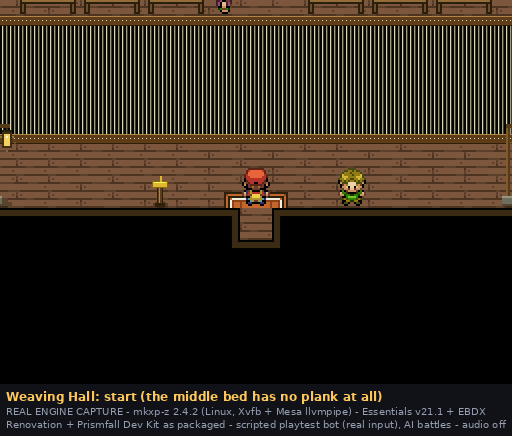 Weaving Hall: start (the middle bed has no plank at all)
REAL ENGINE CAPTURE - mkxp-z 2.4.2 (Linux, Xvfb + Mesa llvmpipe) - Essentials v21.1 + EBDX
Renovation + Prismfall Dev Kit as packaged - scripted playtest bot (real input), AI battles - audio off